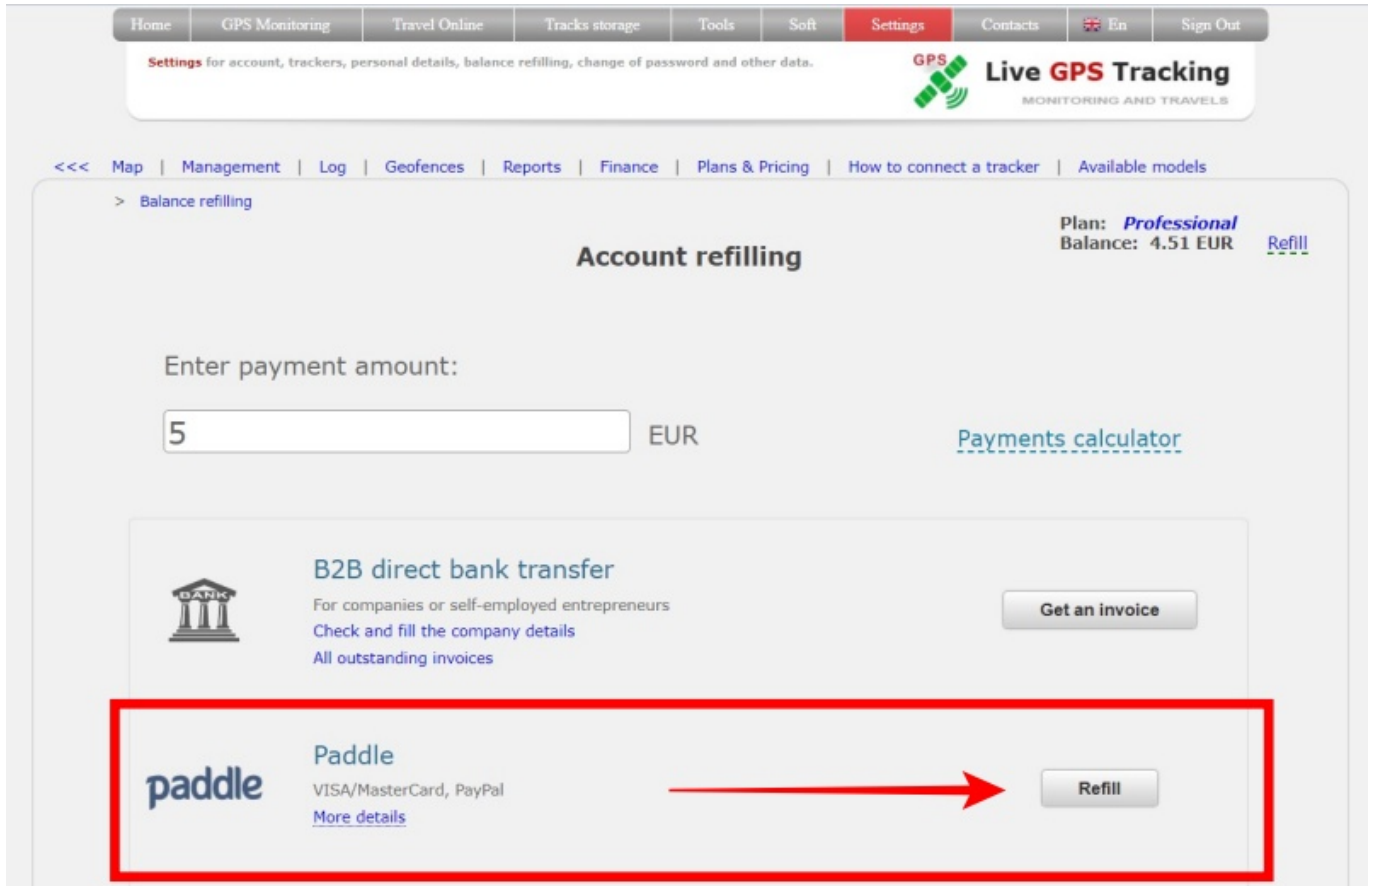 Home GPS Monitoring Travel Online Tracks storage Tools Soft Settings Contacts En Sign Out
Settings for account, trackers, personal details, balance refilling, change of password and other data.
GPS
Live GPS Tracking
MONITORING AND TRAVELS
<<< Map | Management | Log | Geofences | Reports | Finance | Plans & Pricing | How to connect a tracker | Available models
> Balance refilling
Plan: Professional
Balance: 4.51 EUR Refill
Account refilling
Enter payment amount:
5 EUR
Payments calculator
BANK
B2B direct bank transfer
For companies or self-employed entrepreneurs
Check and fill the company details
All outstanding invoices
Get an invoice
paddle
Paddle
VISA/MasterCard, PayPal
More details
Refill